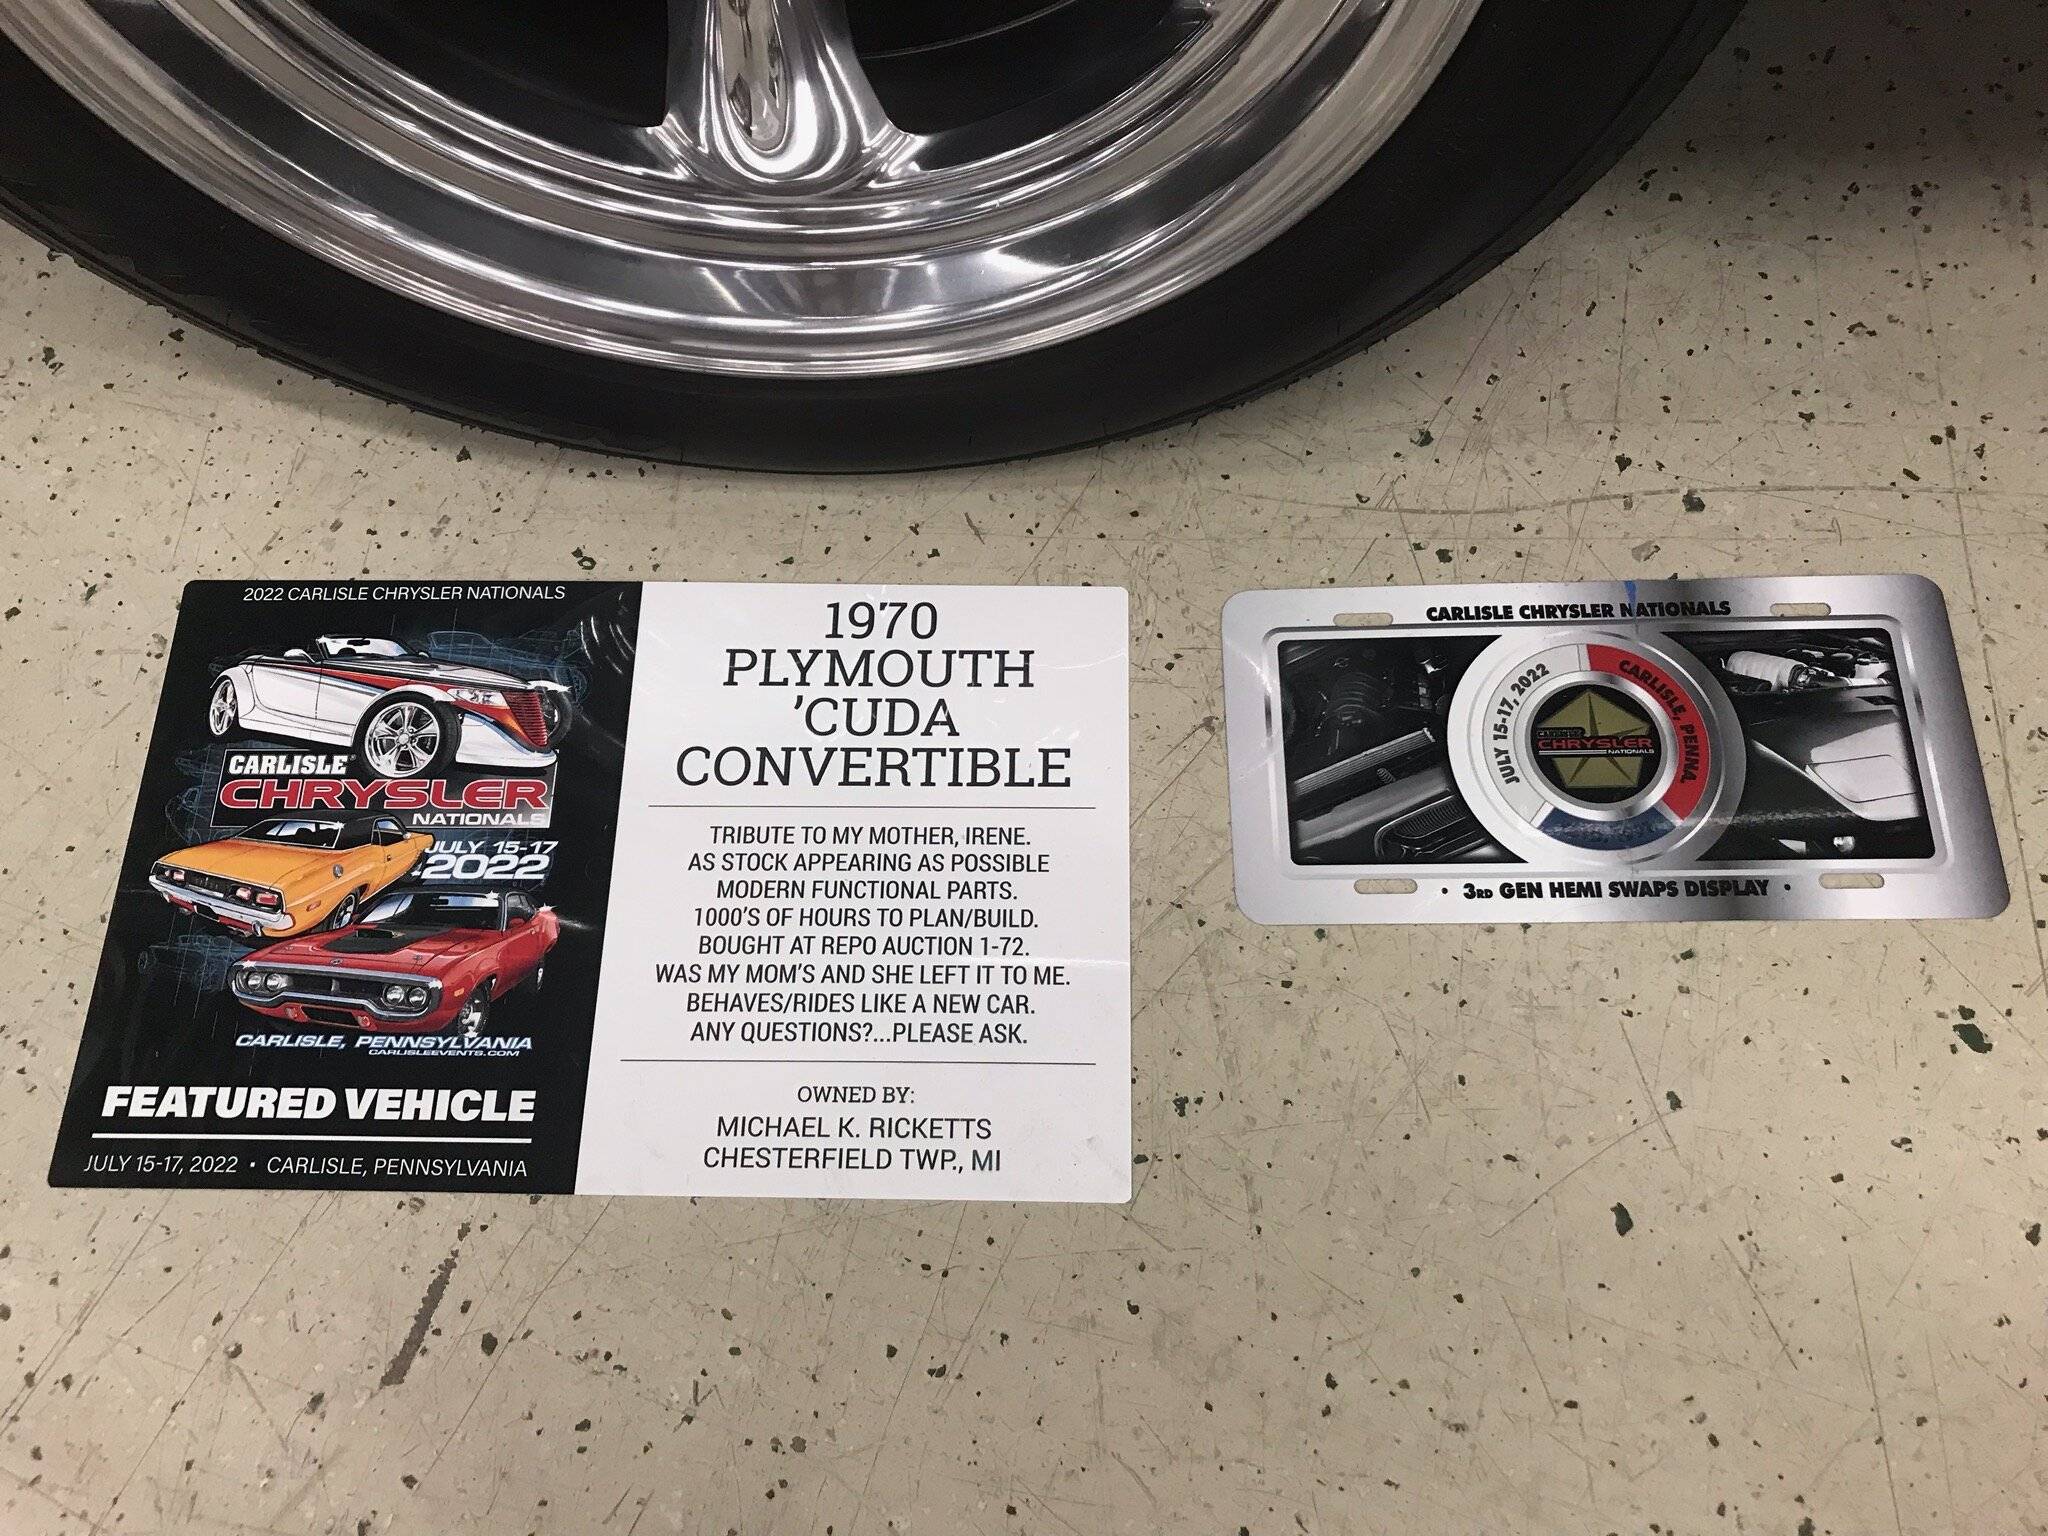 2022 CARLISLE CHRYSLER NATIONALS
CARLISLE®
CHRYSLER
NATIONALS
JULY 15-17
2022
CARLISLE, PENNSYLVANIA
CARLISLEEVENTS.COM
FEATURED VEHICLE
JULY 15-17, 2022 • CARLISLE, PENNSYLVANIA
1970
PLYMOUTH
'CUDA
CONVERTIBLE
TRIBUTE TO MY MOTHER, IRENE.
AS STOCK APPEARING AS POSSIBLE
MODERN FUNCTIONAL PARTS.
1000'S OF HOURS TO PLAN/BUILD.
BOUGHT AT REPO AUCTION 1-72.
WAS MY MOM'S AND SHE LEFT IT TO ME.
BEHAVES/RIDES LIKE A NEW CAR.
ANY QUESTIONS?...PLEASE ASK.
OWNED BY:
MICHAEL K. RICKETTS
CHESTERFIELD TWP., MI
CARLISLE CHRYSLER NATIONALS
JULY 15-17, 2022
CARLISLE, PENNA.
CARLISLE
CHRYSLER
NATIONALS
• 3RD GEN HEMI SWAPS DISPLAY •